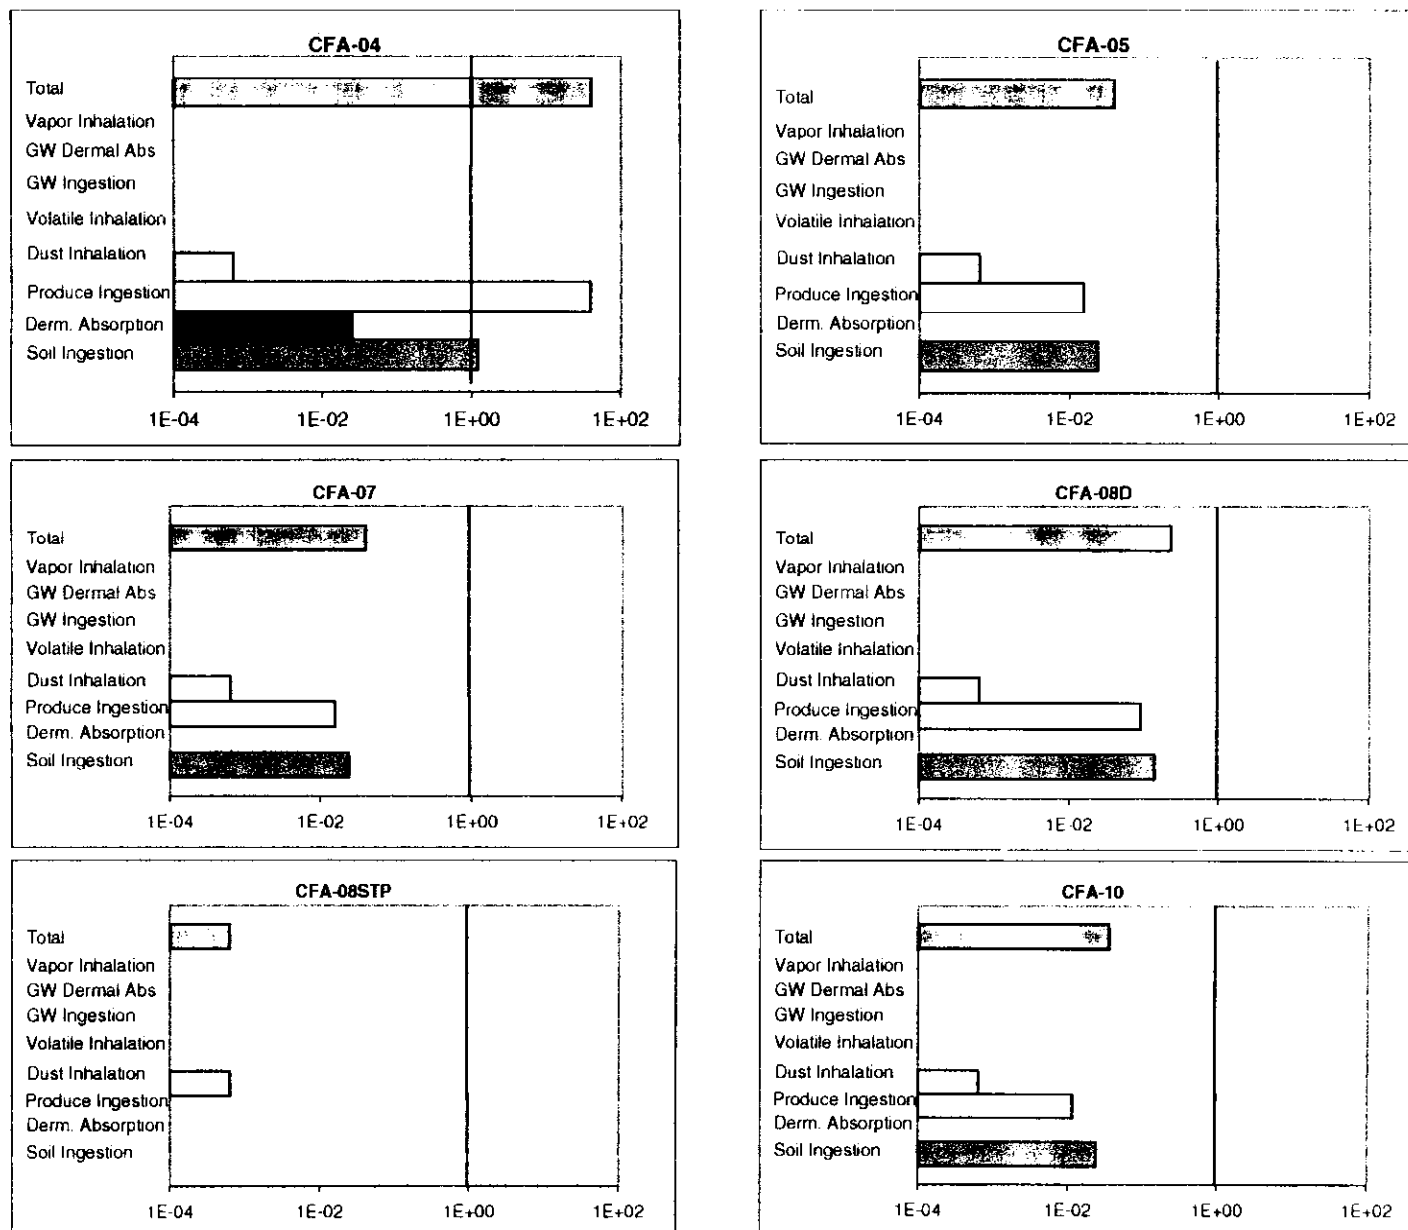 CFA-04
Total
Vapor Inhalation
GW Dermal Abs
GW Ingestion
Volatile Inhalation
Dust Inhalation
Produce Ingestion
Derm. Absorption
Soil Ingestion
1E-04 1E-02 1E+00 1E+02
CFA-05
Total
Vapor Inhalation
GW Dermal Abs
GW Ingestion
Volatile Inhalation
Dust Inhalation
Produce Ingestion
Derm. Absorption
Soil Ingestion
1E-04 1E-02 1E+00 1E+02
CFA-07
Total
Vapor Inhalation
GW Dermal Abs
GW Ingestion
Volatile Inhalation
Dust Inhalation
Produce Ingestion
Derm. Absorption
Soil Ingestion
1E-04 1E-02 1E+00 1E+02
CFA-08D
Total
Vapor Inhalation
GW Dermal Abs
GW Ingestion
Volatile Inhalation
Dust Inhalation
Produce Ingestion
Derm. Absorption
Soil Ingestion
1E-04 1E-02 1E+00 1E+02
CFA-08STP
Total
Vapor Inhalation
GW Dermal Abs
GW Ingestion
Volatile Inhalation
Dust Inhalation
Produce Ingestion
Derm. Absorption
Soil Ingestion
1E-04 1E-02 1E+00 1E+02
CFA-10
Total
Vapor Inhalation
GW Dermal Abs
GW Ingestion
Volatile Inhalation
Dust Inhalation
Produce Ingestion
Derm. Absorption
Soil Ingestion
1E-04 1E-02 1E+00 1E+02